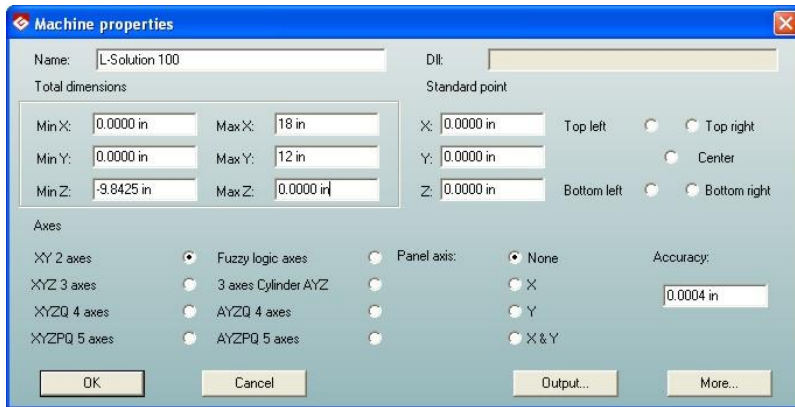 Machine properties
Name: L-Solution 100 Dll:
Total dimensions Standard point
Min X: 0.0000 in Max X: 18 in X: 0.0000 in Top left Top right
Min Y: 0.0000 in Max Y: 12 in Y: 0.0000 in Center
Min Z: -9.8425 in Max Z: 0.0000 in Z: 0.0000 in Bottom left Bottom right
Axes
XY 2 axes Fuzzy logic axes Panel axis: None Accuracy:
XYZ 3 axes 3 axes Cylinder AYZ X 0.0004 in
XYZQ 4 axes AYZQ 4 axes Y
XYZPQ 5 axes AYZPQ 5 axes X & Y
OK Cancel Output... More...